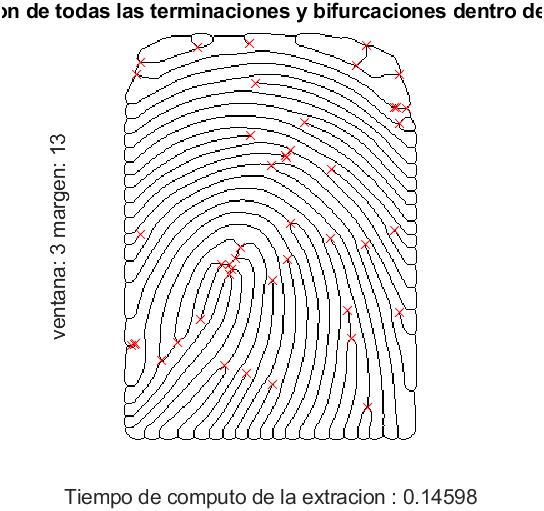 on de todas las terminaciones y bifurcaciones dentro de
ventana: 3 margen: 13
Tiempo de computo de la extracion : 0.14598